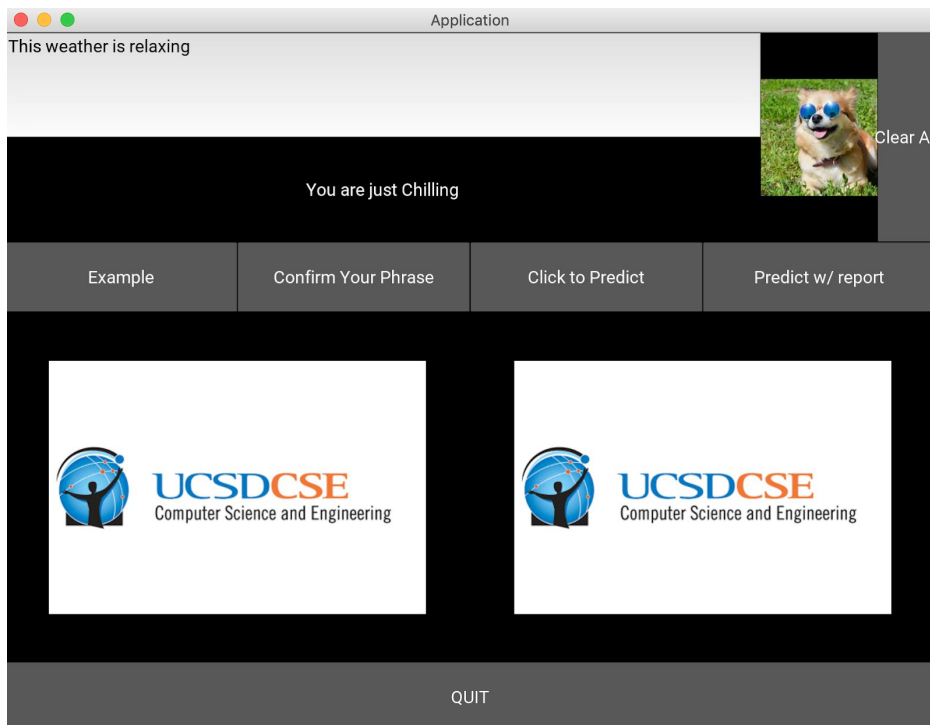 Application
This weather is relaxing
Clear A
You are just Chilling
Example
Confirm Your Phrase
Click to Predict
Predict w/ report
UCSDCSE
Computer Science and Engineering
UCSDCSE
Computer Science and Engineering
QUIT